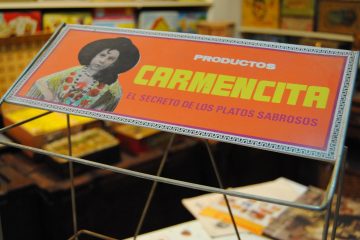 PRODUCTOS
CARMENCITA
EL SECRETO DE LOS PLATOS SABROSOS